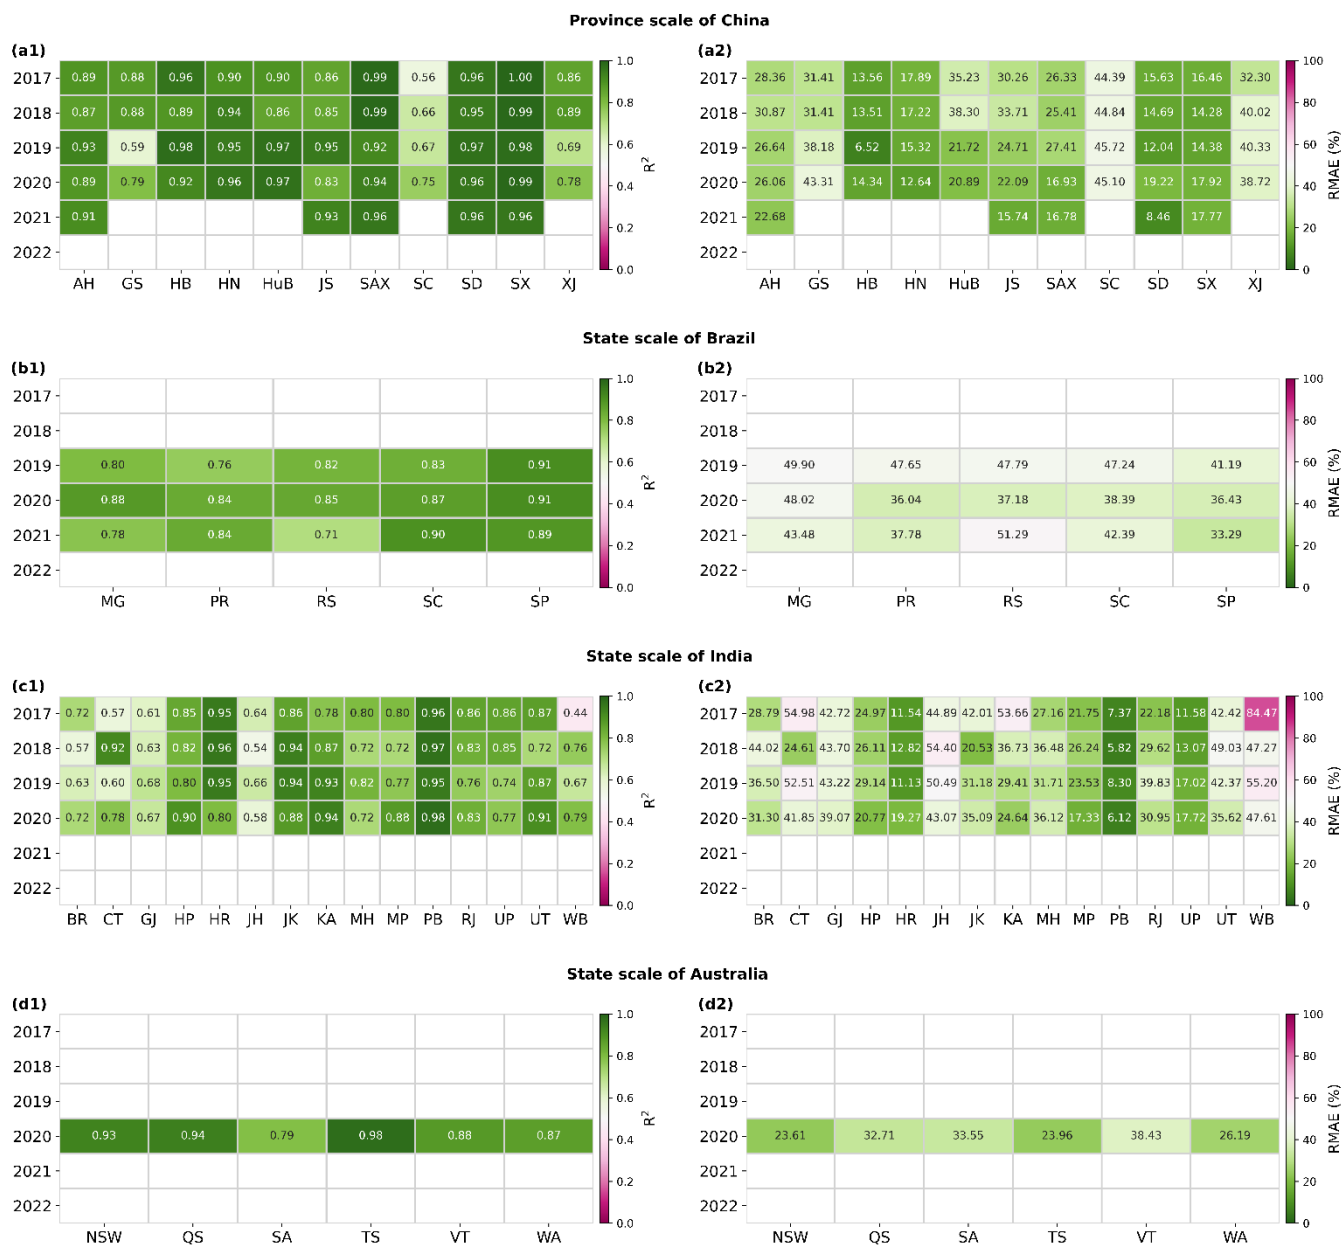 Province scale of China
(a1)
2017 0.89 0.88 0.96 0.90 0.90 0.86 0.99 0.56 0.96 1.00 0.86
2018 0.87 0.88 0.89 0.94 0.86 0.85 0.99 0.66 0.95 0.99 0.89
2019 0.93 0.59 0.98 0.95 0.97 0.95 0.92 0.67 0.97 0.98 0.69
2020 0.89 0.79 0.92 0.96 0.97 0.83 0.94 0.75 0.96 0.99 0.78
2021 0.91 0.93 0.96 0.96 0.96
2022
AH GS HB HN HuB JS SAX SC SD SX XJ
1.0
0.8
0.6
0.4
0.2
0.0
R²
(a2)
2017 28.36 31.41 13.56 17.89 35.23 30.26 26.33 44.39 15.63 16.46 32.30
2018 30.87 31.41 13.51 17.22 38.30 33.71 25.41 44.84 14.69 14.28 40.02
2019 26.64 38.18 6.52 15.32 21.72 24.71 27.41 45.72 12.04 14.38 40.33
2020 26.06 43.31 14.34 12.64 20.89 22.09 16.93 45.10 19.22 17.92 38.72
2021 22.68 15.74 16.78 8.46 17.77
2022
AH GS HB HN HuB JS SAX SC SD SX XJ
100
80
60
40
20
0
RMAE (%)
State scale of Brazil
(b1)
2017
2018
2019 0.80 0.76 0.82 0.83 0.91
2020 0.88 0.84 0.85 0.87 0.91
2021 0.78 0.84 0.71 0.90 0.89
2022
MG PR RS SC SP
1.0
0.8
0.6
0.4
0.2
0.0
R²
(b2)
2017
2018
2019 49.90 47.65 47.79 47.24 41.19
2020 48.02 36.04 37.18 38.39 36.43
2021 43.48 37.78 51.29 42.39 33.29
2022
MG PR RS SC SP
100
80
60
40
20
0
RMAE (%)
State scale of India
(c1)
2017 0.72 0.57 0.61 0.85 0.95 0.64 0.86 0.78 0.80 0.80 0.96 0.86 0.86 0.87 0.44
2018 0.57 0.92 0.63 0.82 0.96 0.54 0.94 0.87 0.72 0.72 0.97 0.83 0.85 0.72 0.76
2019 0.63 0.60 0.68 0.80 0.95 0.66 0.94 0.93 0.82 0.77 0.95 0.76 0.74 0.87 0.67
2020 0.72 0.78 0.67 0.90 0.80 0.58 0.88 0.94 0.72 0.88 0.98 0.83 0.77 0.91 0.79
2021
2022
BR CT GJ HP HR JH JK KA MH MP PB RJ UP UT WB
1.0
0.8
0.6
0.4
0.2
0.0
R²
(c2)
2017 28.79 54.98 42.72 24.97 11.54 44.89 42.01 53.66 27.16 21.75 7.37 22.18 11.58 42.42 84.47
2018 44.02 24.61 43.70 26.11 12.82 54.40 20.53 36.73 36.48 26.24 5.82 29.62 13.07 49.03 47.27
2019 36.50 52.51 43.22 29.14 11.13 50.49 31.18 29.41 31.71 23.53 8.30 39.83 17.02 42.37 55.20
2020 31.30 41.85 39.07 20.77 19.27 43.07 35.09 24.64 36.12 17.33 6.12 30.95 17.72 35.62 47.61
2021
2022
BR CT GJ HP HR JH JK KA MH MP PB RJ UP UT WB
100
80
60
40
20
0
RMAE (%)
State scale of Australia
(d1)
2017
2018
2019
2020 0.93 0.94 0.79 0.98 0.88 0.87
2021
2022
NSW QS SA TS VT WA
1.0
0.8
0.6
0.4
0.2
0.0
R²
(d2)
2017
2018
2019
2020 23.61 32.71 33.55 23.96 38.43 26.19
2021
2022
NSW QS SA TS VT WA
100
80
60
40
20
0
RMAE (%)